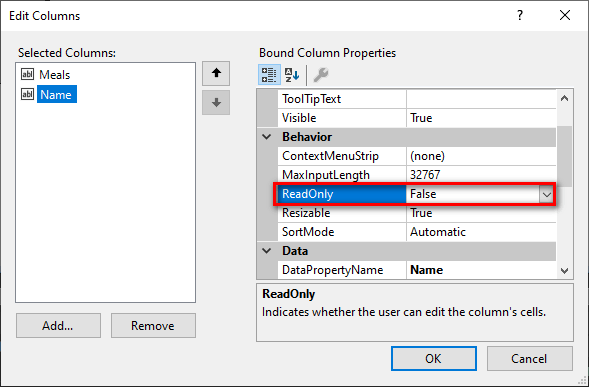 Edit Columns
Selected Columns:
Meals
Name
Add...
Remove
Bound Column Properties
ToolTipText
Visible True
Behavior
ContextMenuStrip (none)
MaxInputLength 32767
ReadOnly False
Resizable True
SortMode Automatic
Data
DataPropertyName Name
ReadOnly
Indicates whether the user can edit the column's cells.
OK
Cancel